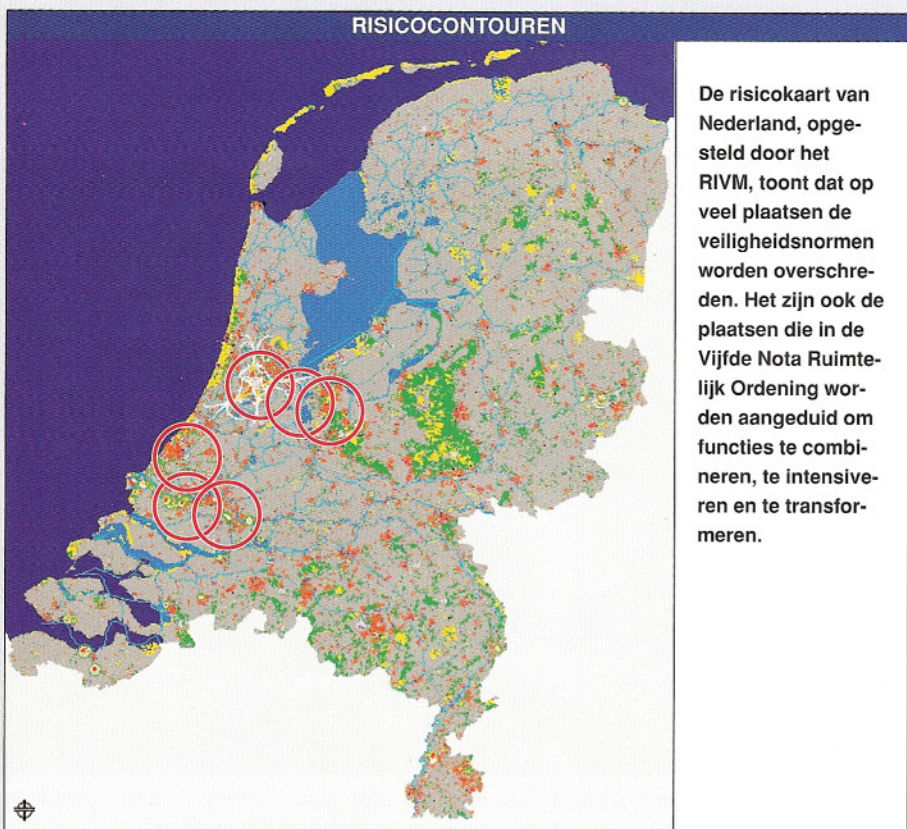 RISICOCONTOUREN
De risicokaart van
Nederland, opge-
steld door het
RIVM, toont dat op
veel plaatsen de
veiligheidsnormen
worden overschre-
den. Het zijn ook de
plaatsen die in de
Vijfde Nota Ruimte-
lijk Ordening wor-
den aangeduid om
functies te combi-
neren, te intensive-
ren en te transfor-
meren.